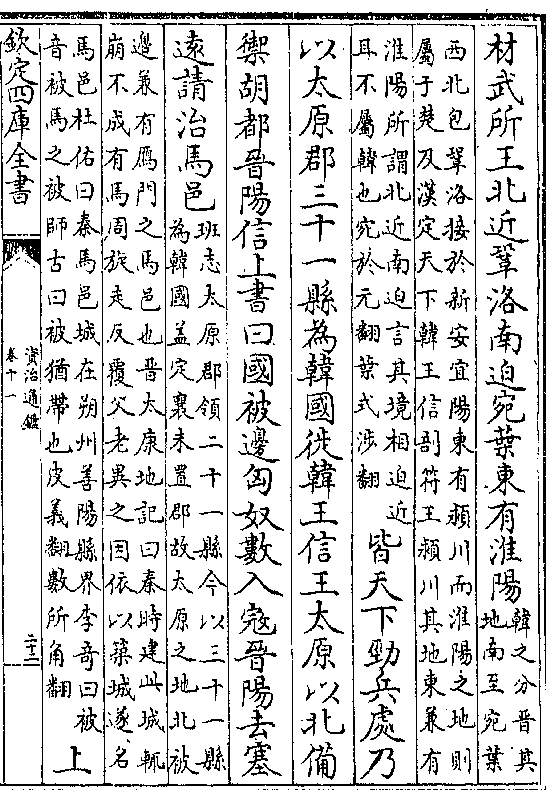 材武所王北近鞏洛南迫宛葉東有淮陽
韓之分晉其
地南至宛葉
西北包鞏洛接於新安宜陽東有潁川而淮陽之地則
屬于楚及漢定天下韓王信剖符王潁川其地東兼有
淮陽所謂北近南迫言其境相迫近
耳不屬韓也宛於元翻葉式涉翻
皆天下勁兵處乃
以太原郡三十一縣為韓國徙韓王信王太原以北備
禦胡都晉陽信上書曰國被邊匈奴數入寇晉陽去塞
遠請治馬邑
班志太原郡領二十一縣今以三十一縣
為韓國蓋定襄未置郡故太原之地北被
邊兼有鴈門之馬邑也晉太康地記曰秦時建此城輒
崩不成有馬周旋走反覆父老異之因依以築城遂名
馬邑杜佑曰秦馬邑城在朔州善陽縣界李奇曰被
音被馬之被師古曰被猶帶也皮義翻數所角翻
上
欽定四庫全書
資治通鑑
卷十一
二十三